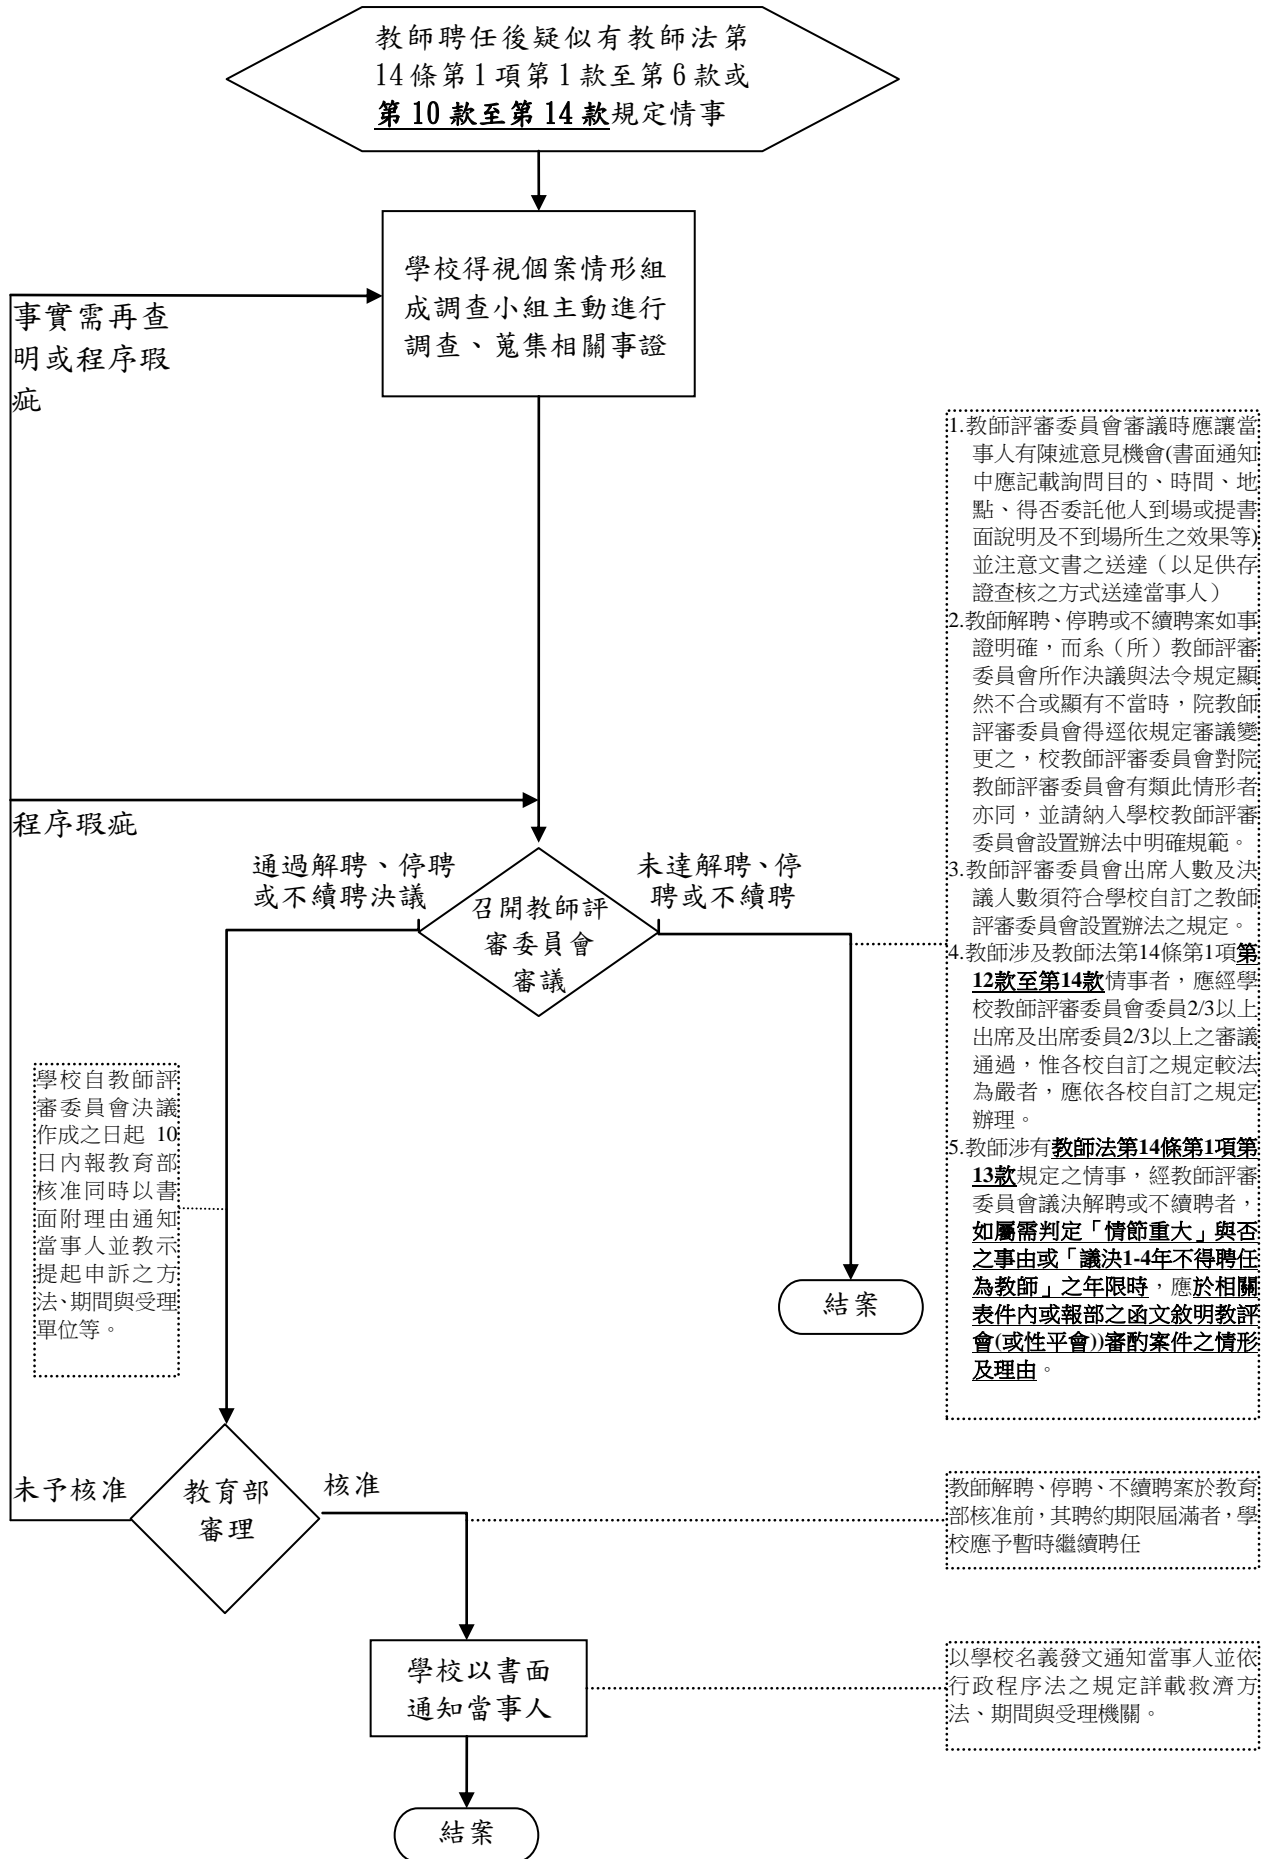 教師聘任後疑似有教師法第
14條第1項第1款至第6款或
第10款至第14款規定情事
學校得視個案情形組
成調查小組主動進行
調查、蒐集相關事證
事實需再查
明或程序瑕
疵
1.教師評審委員會審議時應讓當
事人有陳述意見機會(書面通知
中應記載詢問目的、時間、地
點、得否委託他人到場或提書
面說明及不到場所生之效果等)
並注意文書之送達（以足供存
證查核之方式送達當事人）
2.教師解聘、停聘或不續聘案如事
證明確，而系（所）教師評審
委員會所作決議與法令規定顯
然不合或顯有不當時，院教師
評審委員會得逕依規定審議變
更之，校教師評審委員會對院
教師評審委員會有類此情形者
亦同，並請納入學校教師評審
委員會設置辦法中明確規範。
3.教師評審委員會出席人數及決
議人數須符合學校自訂之教師
評審委員會設置辦法之規定。
4.教師涉及教師法第14條第1項第
12款至第14款情事者，應經學
校教師評審委員會委員2/3以上
出席及出席委員2/3以上之審議
通過，惟各校自訂之規定較法
為嚴者，應依各校自訂之規定
辦理。
5.教師涉有教師法第14條第1項第
13款規定之情事，經教師評審
委員會議決解聘或不續聘者，
如屬需判定「情節重大」與否
之事由或「議決1-4年不得聘任
為教師」之年限時，應於相關
表件內或報部之函文敘明教評
會(或性平會))審酌案件之情形
及理由。
程序瑕疵
通過解聘、停聘
或不續聘決議
未達解聘、停
聘或不續聘
召開教師評
審委員會
審議
學校自教師評
審委員會決議
作成之日起 10
日內報教育部
核准同時以書
面附理由通知
當事人並教示
提起申訴之方
法、期間與受理
單位等。
結案
未予核准
教育部
審理
核准
教師解聘、停聘、不續聘案於教育
部核准前，其聘約期限屆滿者，學
校應予暫時繼續聘任
學校以書面
通知當事人
以學校名義發文通知當事人並依
行政程序法之規定詳載救濟方
法、期間與受理機關。
結案